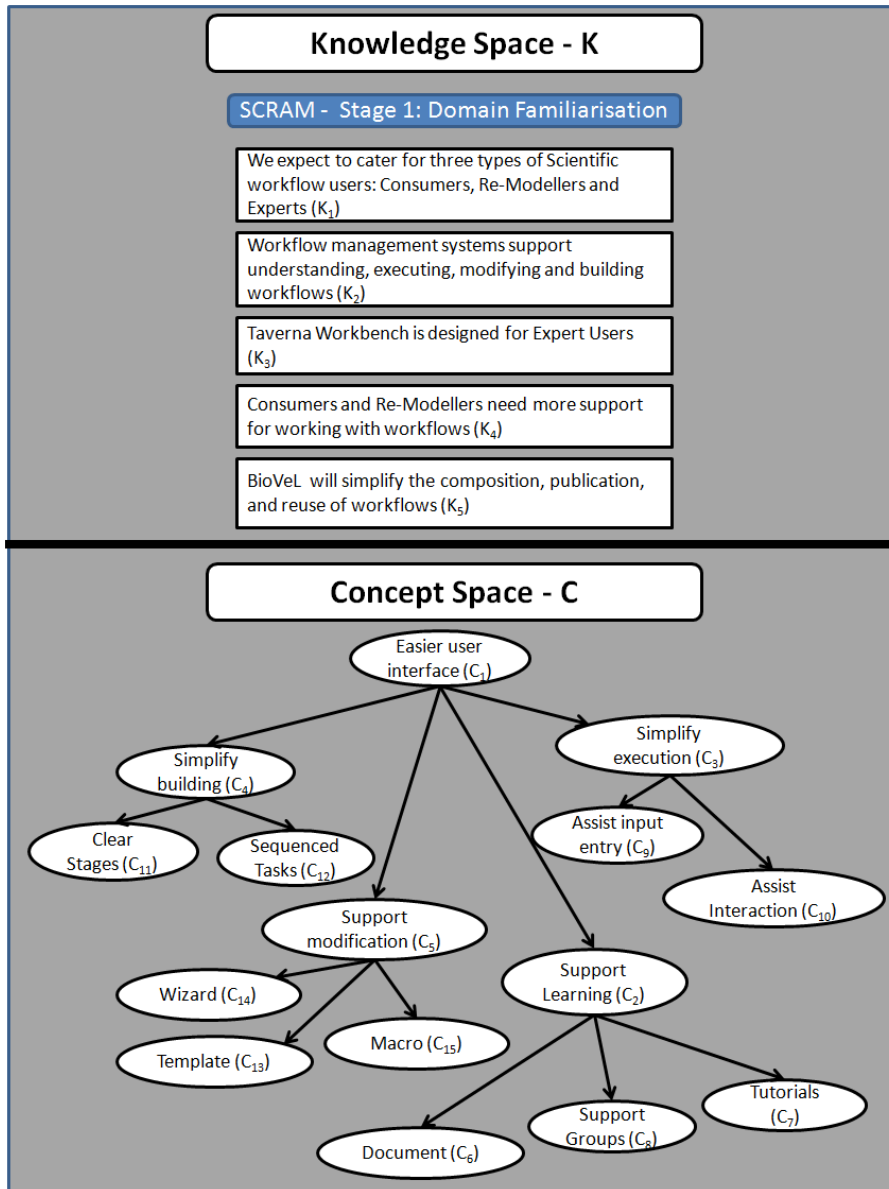 Knowledge Space - K
SCRAM - Stage 1: Domain Familiarisation
We expect to cater for three types of Scientific
workflow users: Consumers, Re-Modellers and
Experts (K₁)
Workflow management systems support
understanding, executing, modifying and building
workflows (K₂)
Taverna Workbench is designed for Expert Users
(K₃)
Consumers and Re-Modellers need more support
for working with workflows (K₄)
BioVeL will simplify the composition, publication,
and reuse of workflows (K₅)
Concept Space - C
Easier user
interface (C₁)
Simplify
building (C₄)
Simplify
execution (C₃)
Clear
Stages (C₁₁)
Sequenced
Tasks (C₁₂)
Assist input
entry (C₉)
Assist
Interaction (C₁₀)
Support
modification (C₅)
Support
Learning (C₂)
Wizard (C₁₄)
Template (C₁₃)
Macro (C₁₅)
Document (C₆)
Support
Groups (C₈)
Tutorials
(C₇)